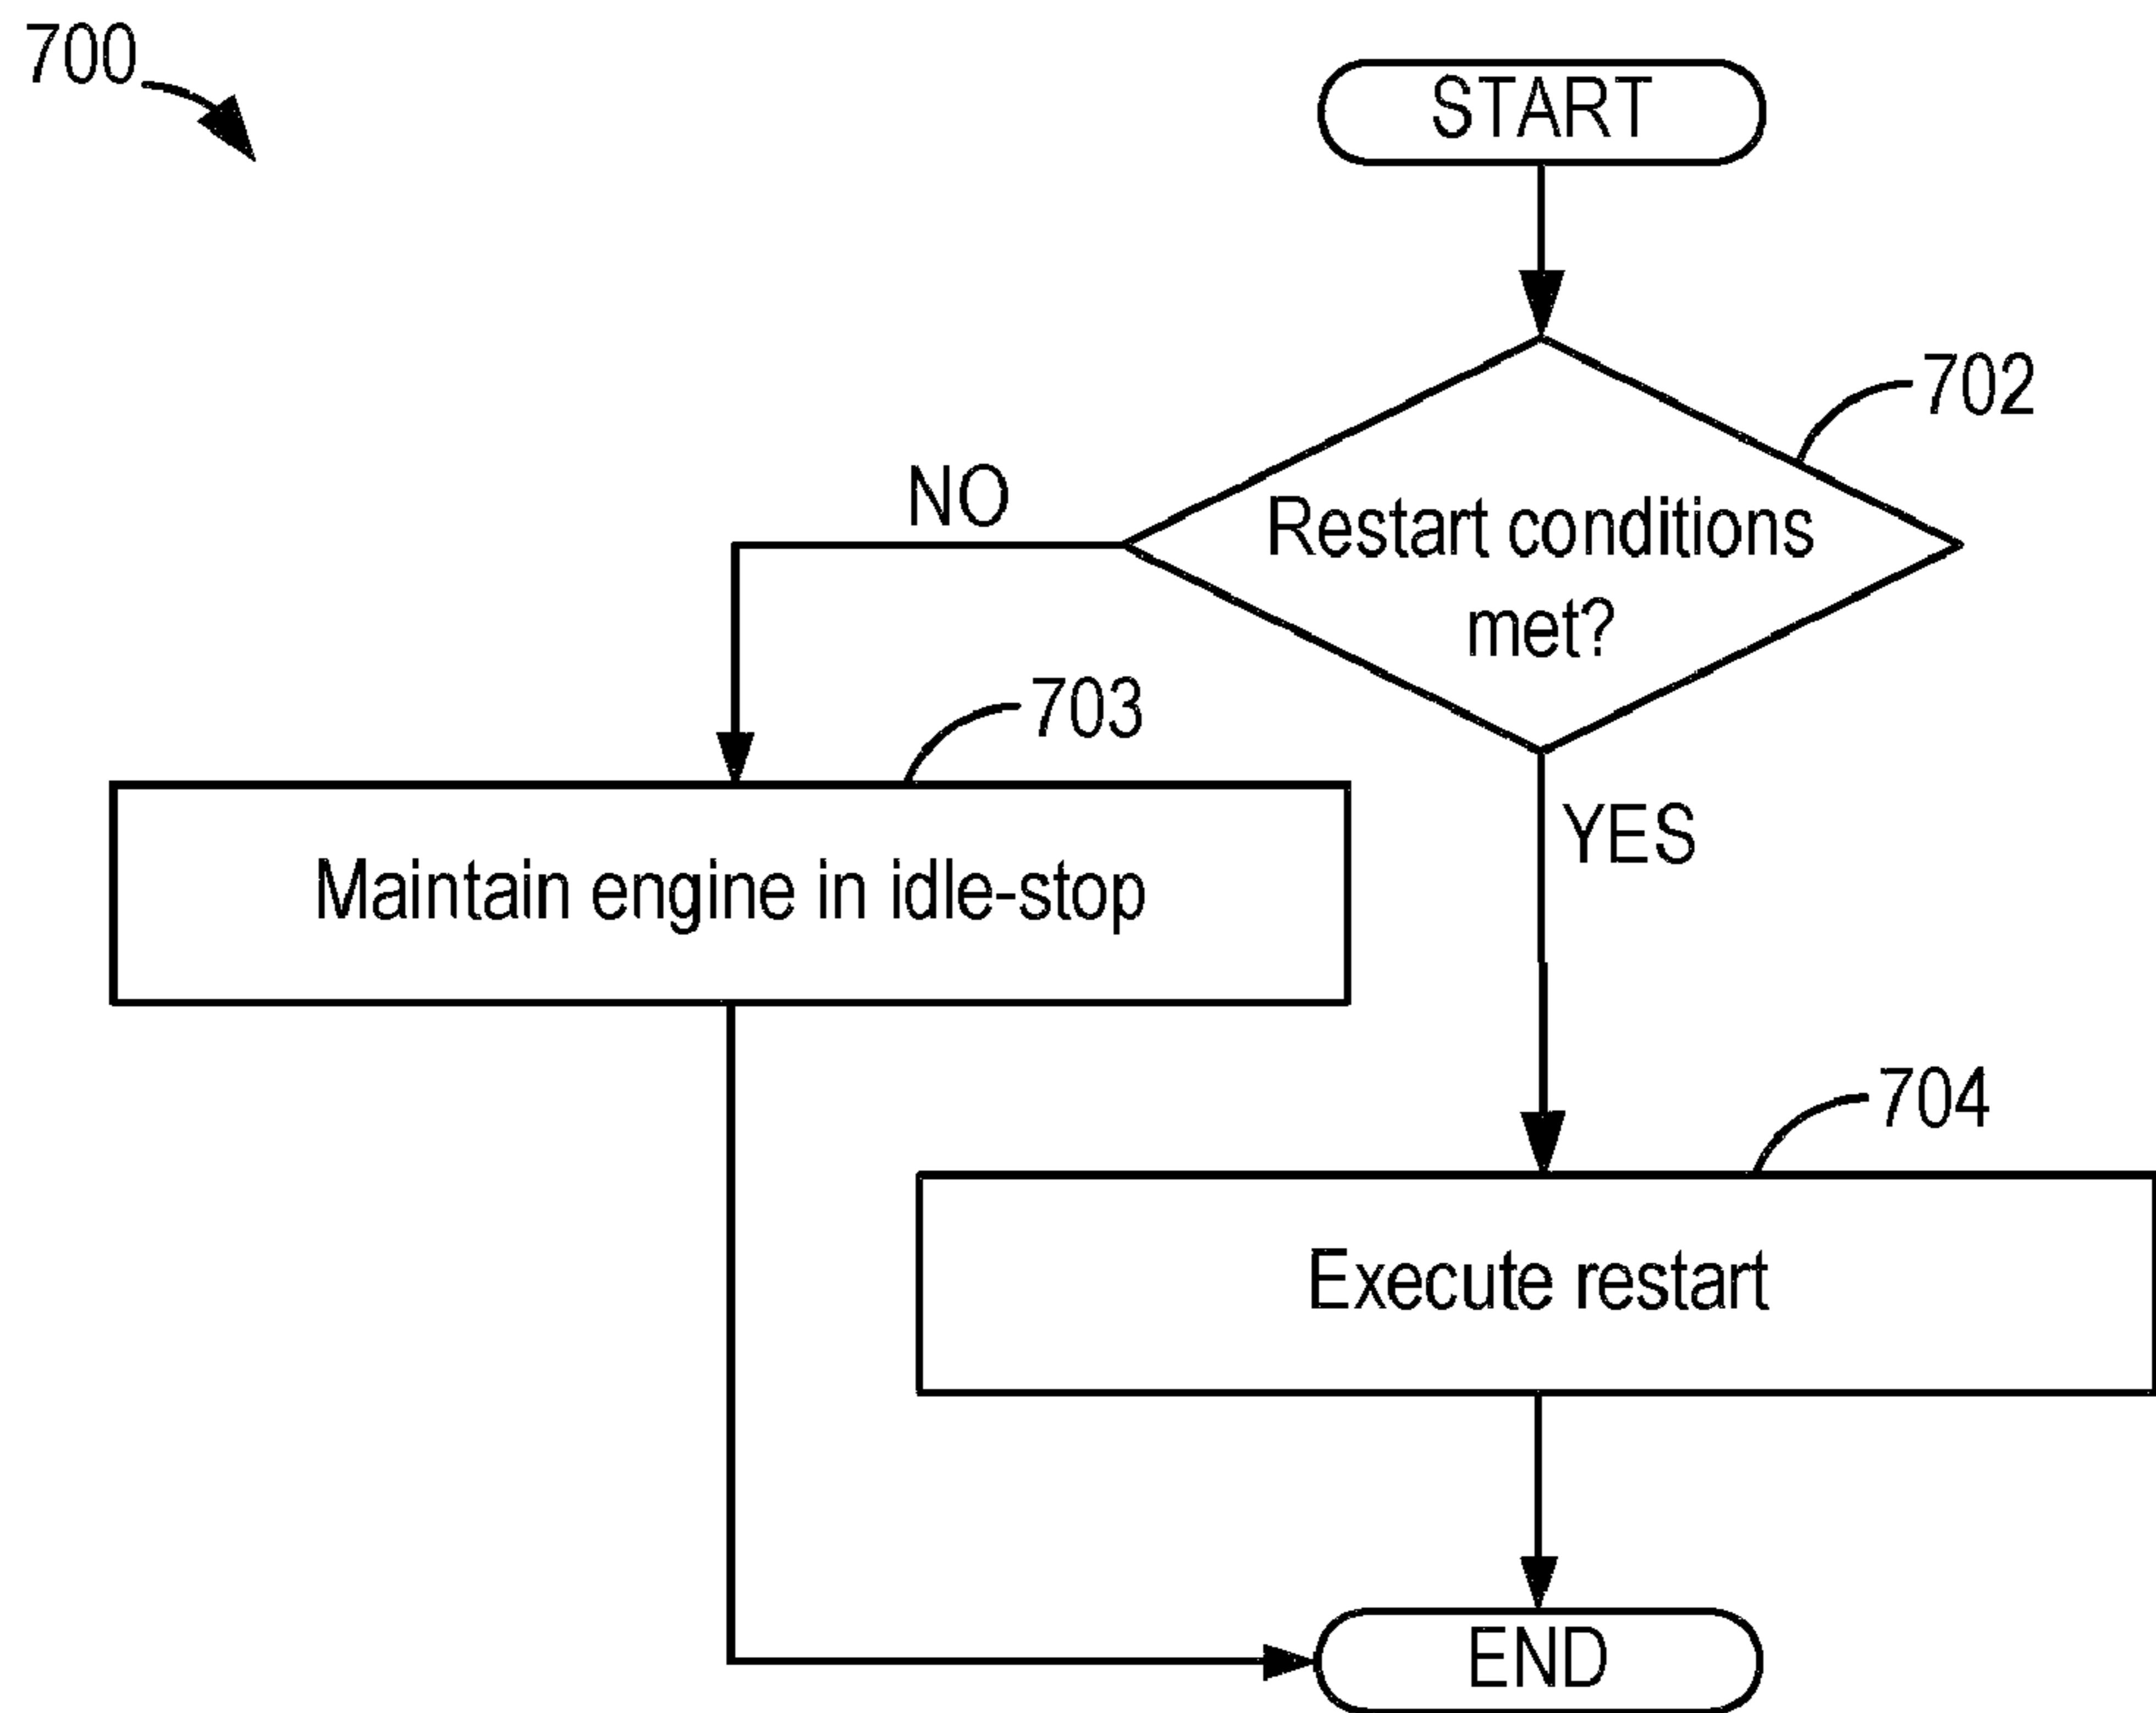 700
START
702
NO
Restart conditions
met?
703
YES
Maintain engine in idle-stop
704
Execute restart
END